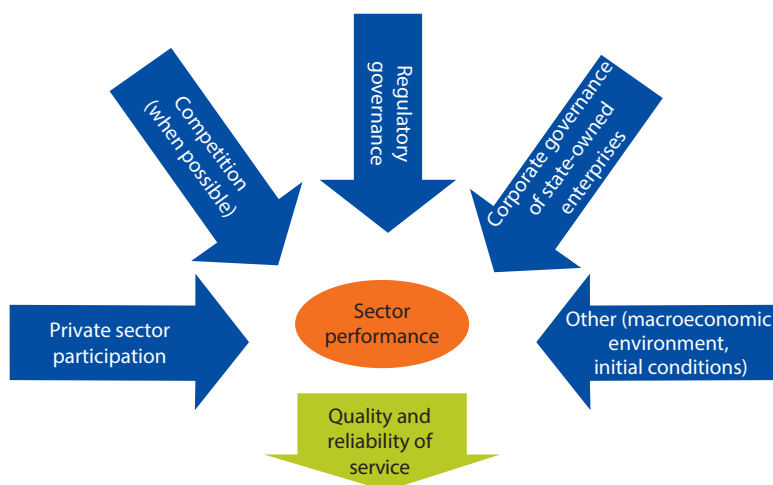 Private sector
participation
Competition
(when possible)
Regulatory
governance
Corporate governance
of state-owned
enterprises
Other (macroeconomic
environment,
initial conditions)
Sector
performance
Quality and
reliability of
service